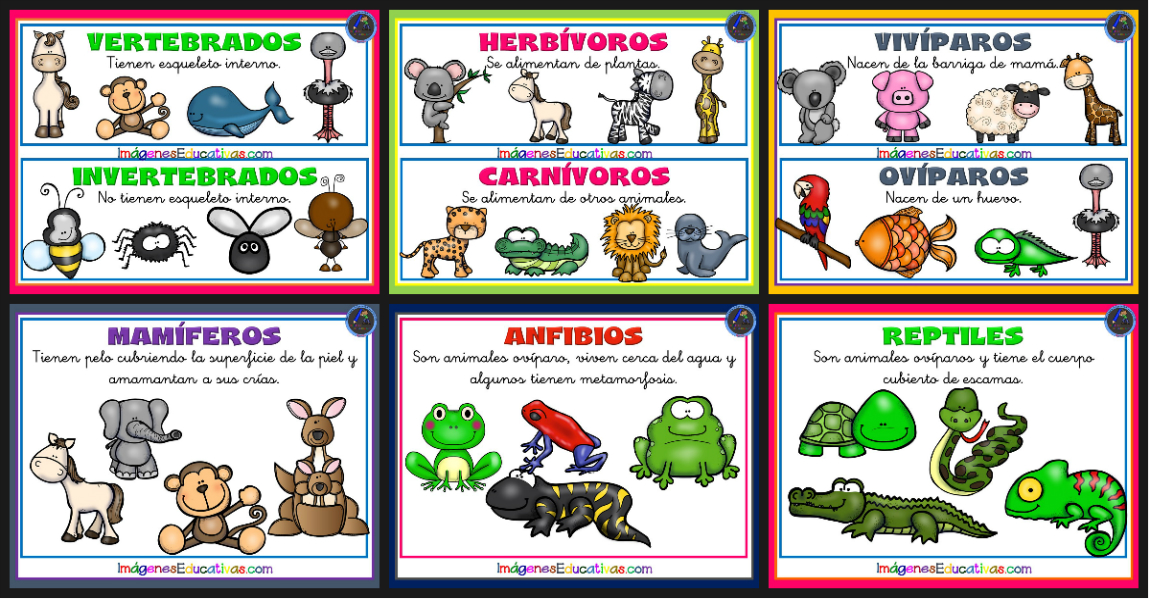 VERTEBRADOS
Tienen esqueleto interno.
ImágenesEducativas.com
INVERTEBRADOS
No tienen esqueleto interno.
HERBÍVOROS
Se alimentan de plantas.
ImágenesEducativas.com
CARNÍVOROS
Se alimentan de otros animales.
VIVÍPAROS
Nacen de la barriga de mamá.
ImágenesEducativas.com
OVÍPAROS
Nacen de un huevo.
MAMÍFEROS
Tienen pelo cubriendo la superficie de la piel y
amamantan a sus crías.
ImágenesEducativas.com
ANFIBIOS
Son animales ovíparo, viven cerca del agua y
algunos tienen metamorfosis.
ImágenesEducativas.com
REPTILES
Son animales ovíparos y tiene el cuerpo
cubierto de escamas.
ImágenesEducativas.com